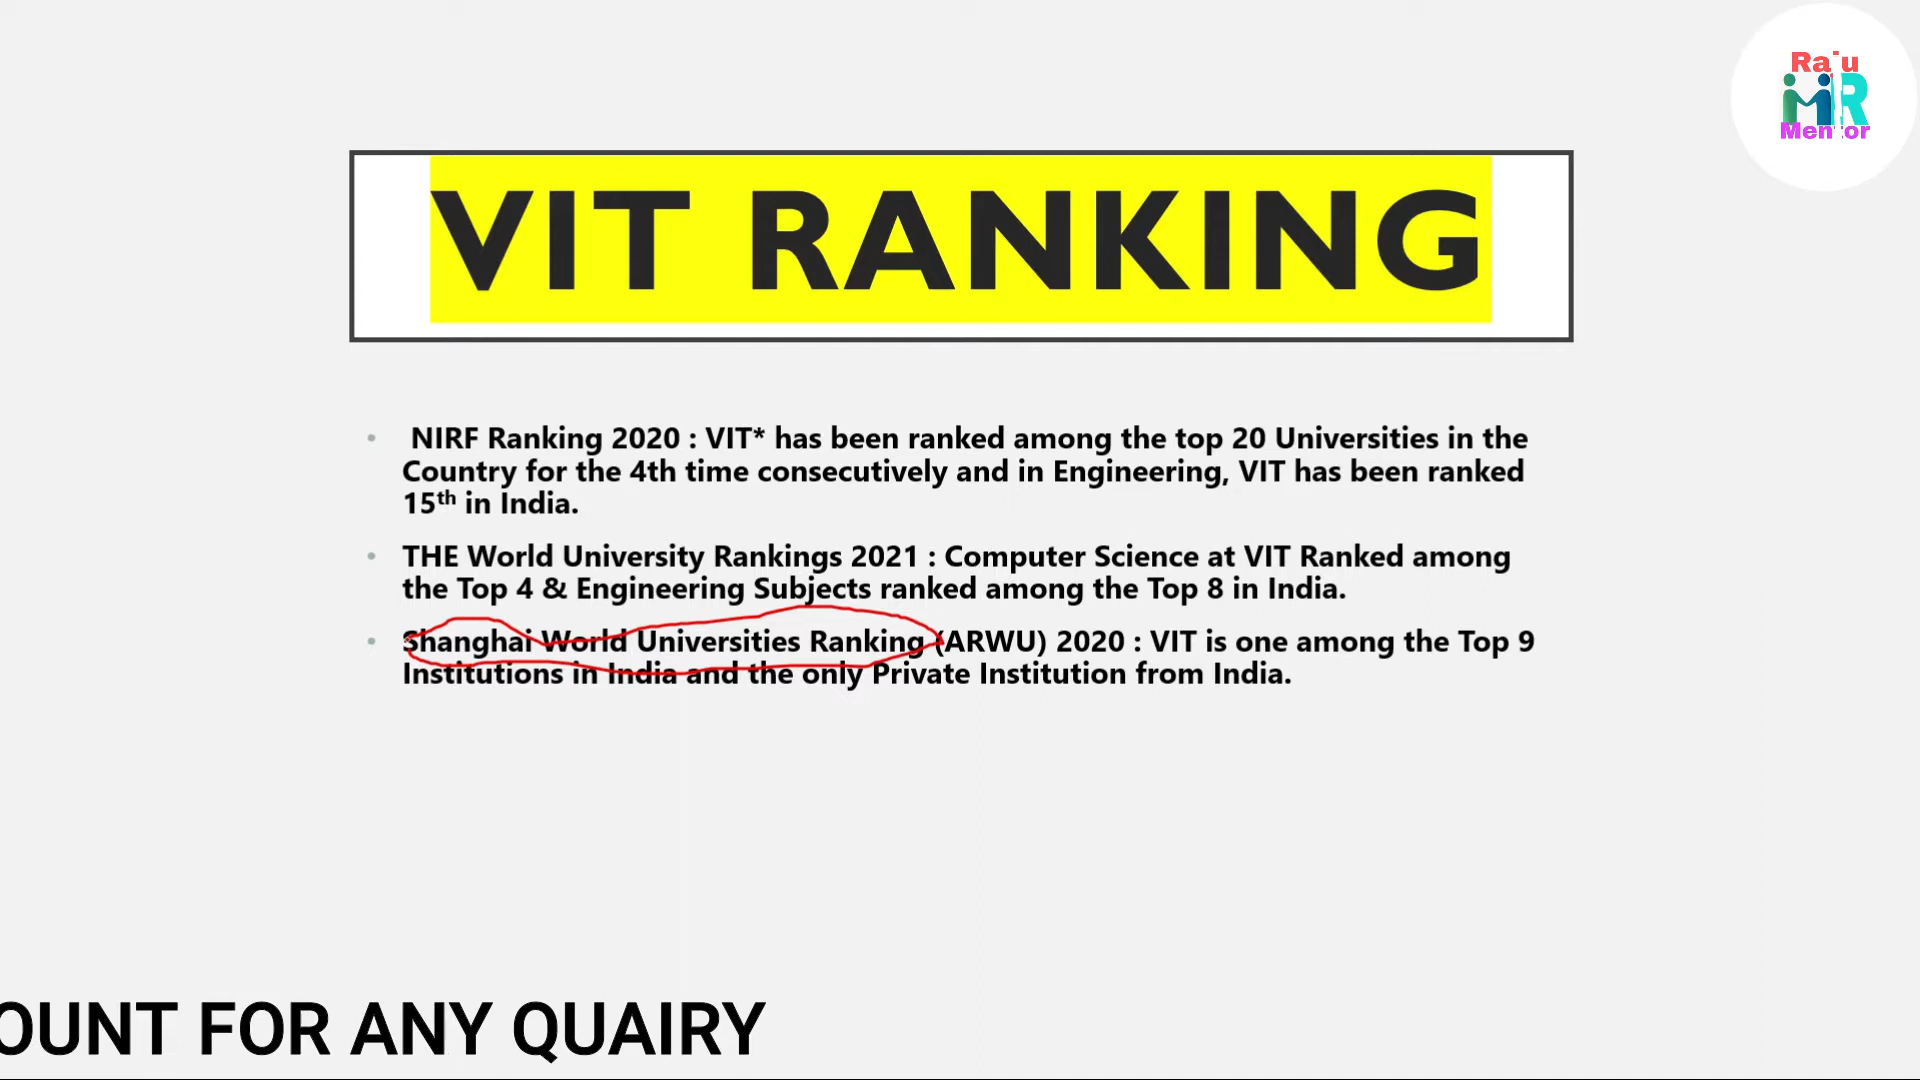 Raju
MR
Mentor
VIT RANKING
• NIRF Ranking 2020 : VIT* has been ranked among the top 20 Universities in the
Country for the 4th time consecutively and in Engineering, VIT has been ranked
15th in India.
• THE World University Rankings 2021 : Computer Science at VIT Ranked among
the Top 4 & Engineering Subjects ranked among the Top 8 in India.
• Shanghai World Universities Ranking (ARWU) 2020 : VIT is one among the Top 9
Institutions in India and the only Private Institution from India.
OUNT FOR ANY QUAIRY